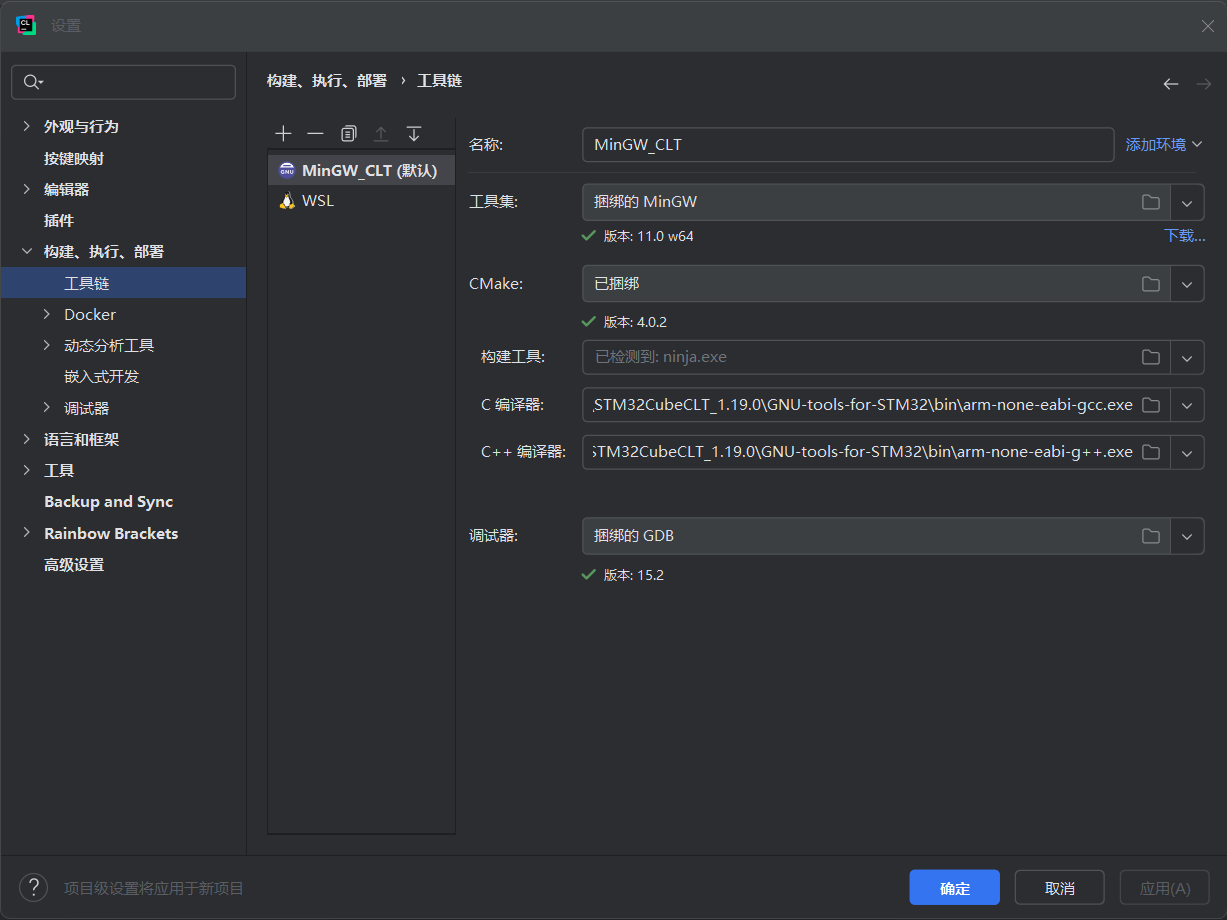 设置
外观与行为
按键映射
编辑器
插件
构建、执行、部署
工具链
Docker
动态分析工具
嵌入式开发
调试器
语言和框架
工具
Backup and Sync
Rainbow Brackets
高级设置
构建、执行、部署 › 工具链
MinGW_CLT (默认)
WSL
名称:
MinGW_CLT
添加环境
工具集:
捆绑的 MinGW
版本: 11.0 w64
下载...
CMake:
已捆绑
版本: 4.0.2
构建工具:
已检测到: ninja.exe
C 编译器:
STM32CubeCLT_1.19.0\GNU-tools-for-STM32\bin\arm-none-eabi-gcc.exe
C++ 编译器:
STM32CubeCLT_1.19.0\GNU-tools-for-STM32\bin\arm-none-eabi-g++.exe
调试器:
捆绑的 GDB
版本: 15.2
? 项目级设置将应用于新项目
确定
取消
应用(A)